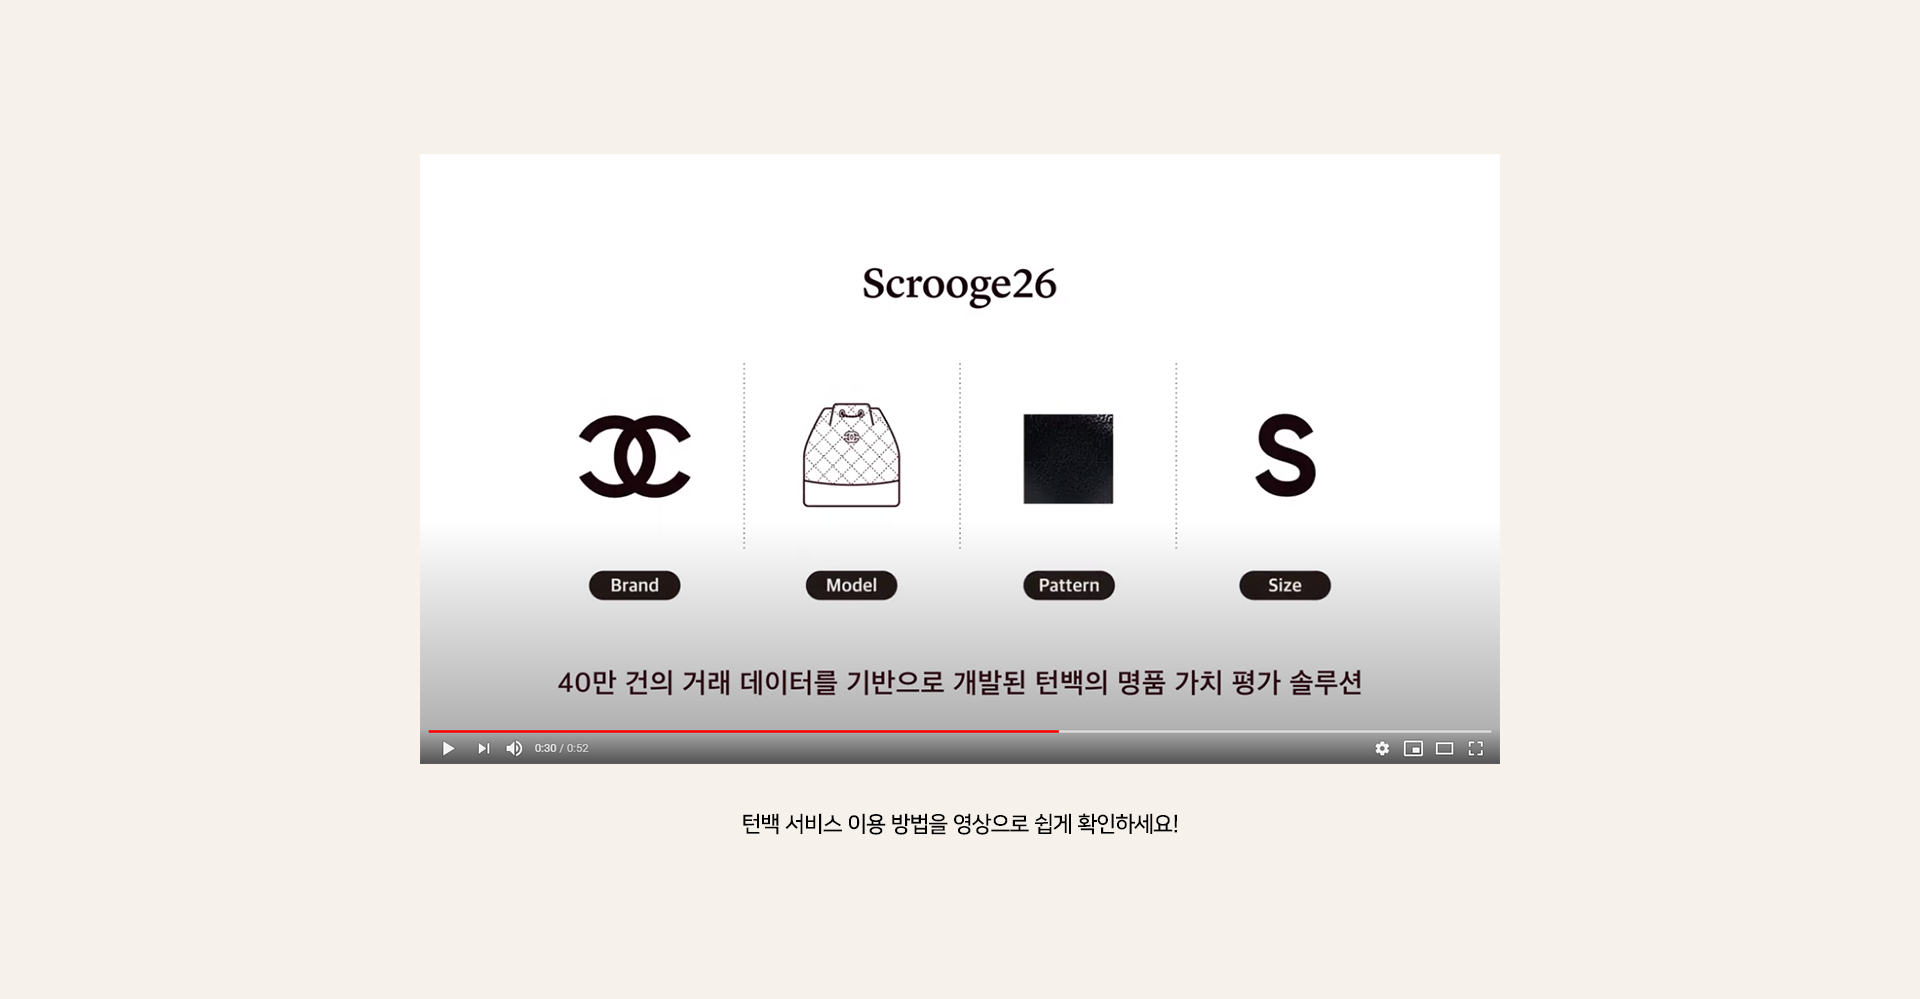 Scrooge26
S
Brand
Model
Pattern
Size
40만 건의 거래 데이터를 기반으로 개발된 턴백의 명품 가치 평가 솔루션
0:30 / 0:52
턴백 서비스 이용 방법을 영상으로 쉽게 확인하세요!